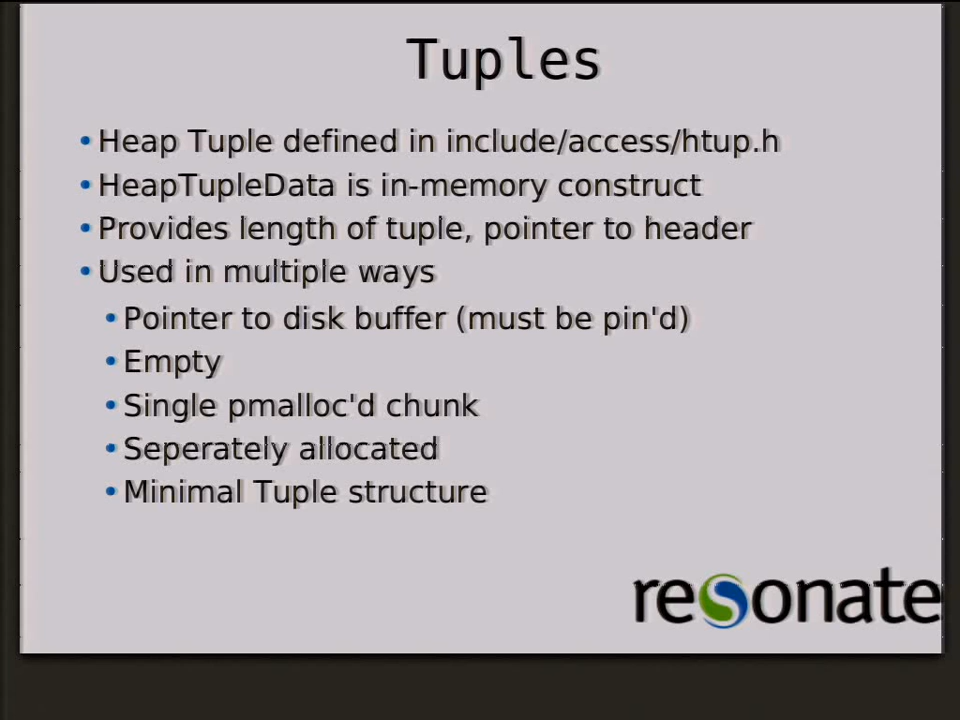 Tuples
Heap Tuple defined in include/access/htup.h
HeapTupleData is in-memory construct
Provides length of tuple, pointer to header
Used in multiple ways
Pointer to disk buffer (must be pin'd)
Empty
Single pmalloc'd chunk
Seperately allocated
Minimal Tuple structure
resonate